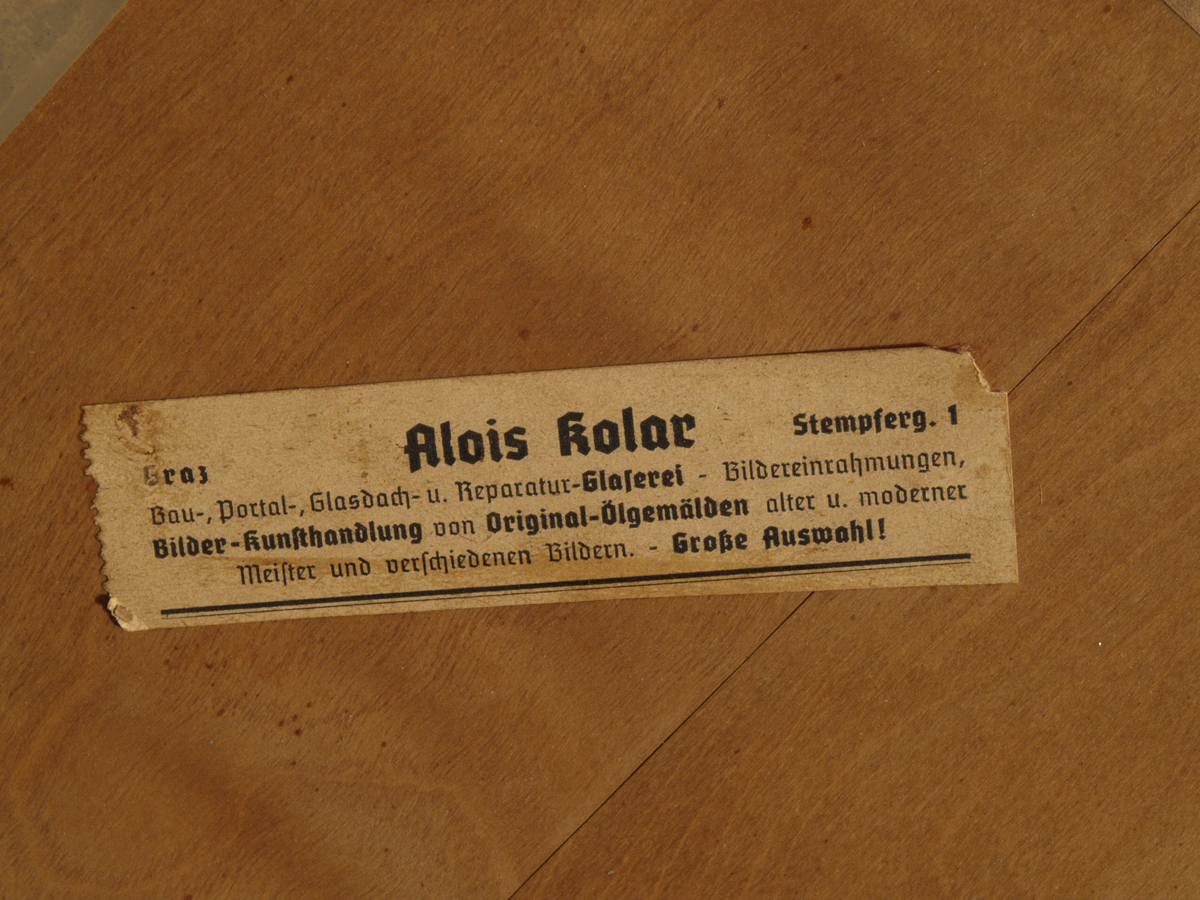 Alois Kolar
Graz Stempferg. 1
Bau-, Portal-, Glasdach- u. Reparatur-Glaserei - Bildereinrahmungen,
Bilder-Kunsthandlung von Original-Ölgemälden alter u. moderner
Meister und verschiedenen Bildern. - Große Auswahl!